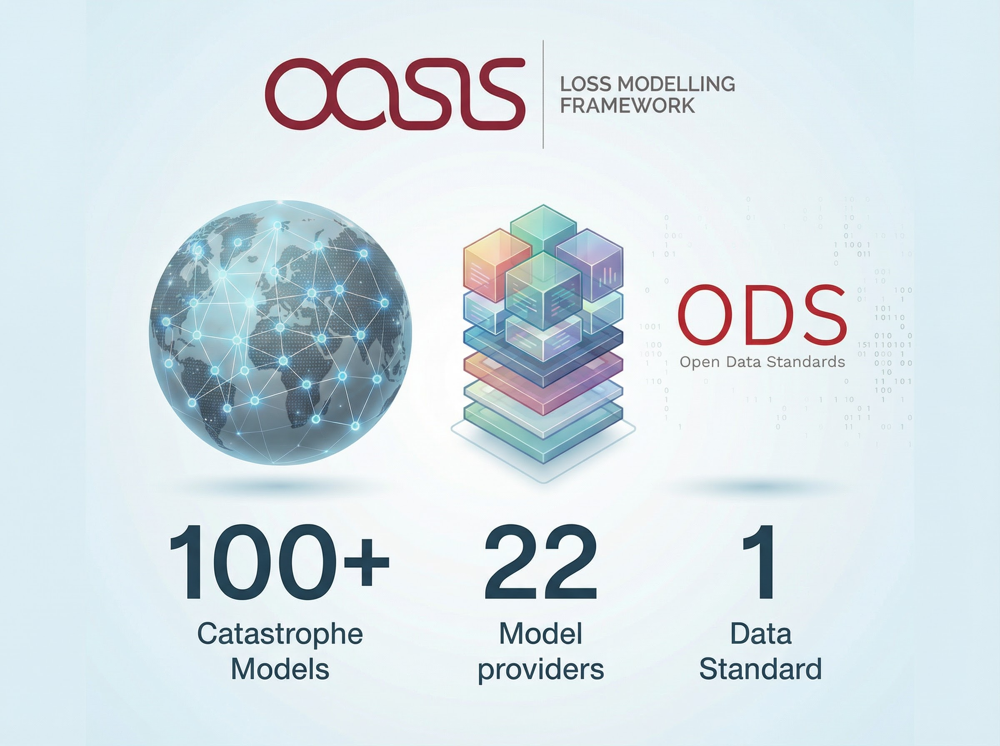 oasis
LOSS MODELLING
FRAMEWORK
ODS
Open Data Standards
100+
Catastrophe
Models
22
Model
providers
1
Data
Standard